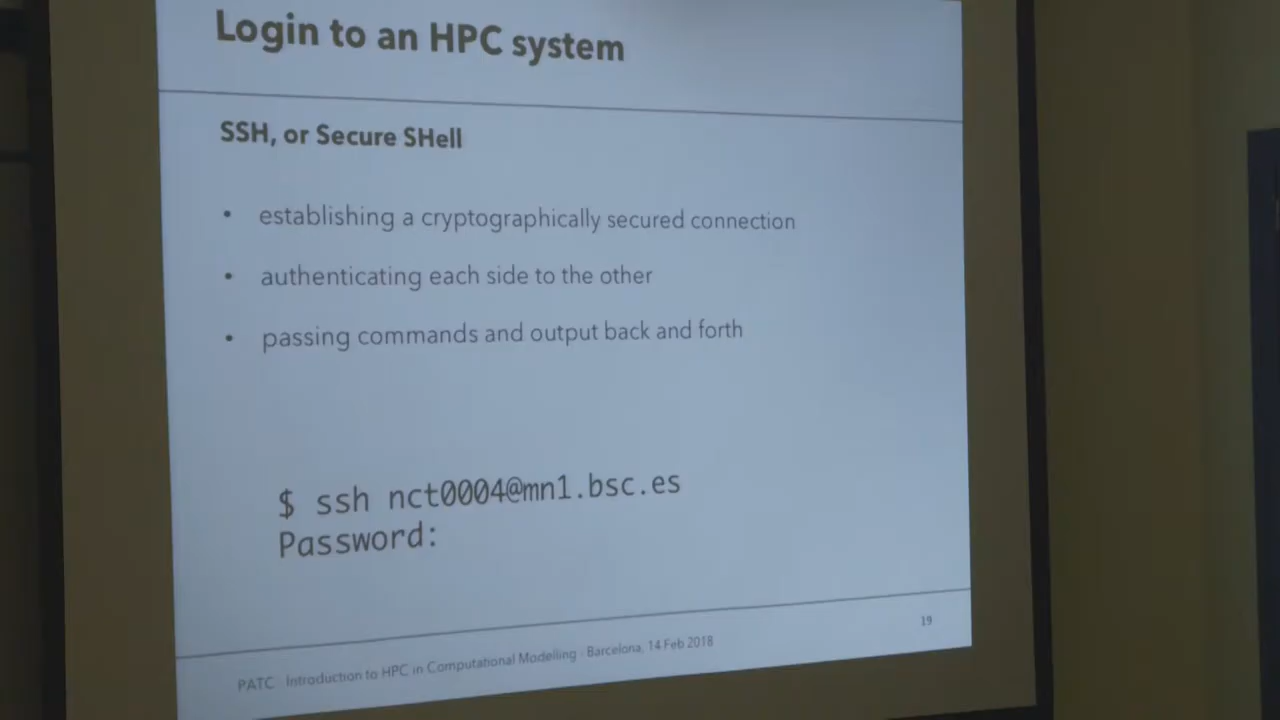 Login to an HPC system
SSH, or Secure SHell
• establishing a cryptographically secured connection
• authenticating each side to the other
• passing commands and output back and forth
$ ssh nct0004@mn1.bsc.es
Password:
19
PATC Introduction to HPC in Computational Modelling - Barcelona, 14 Feb 2018